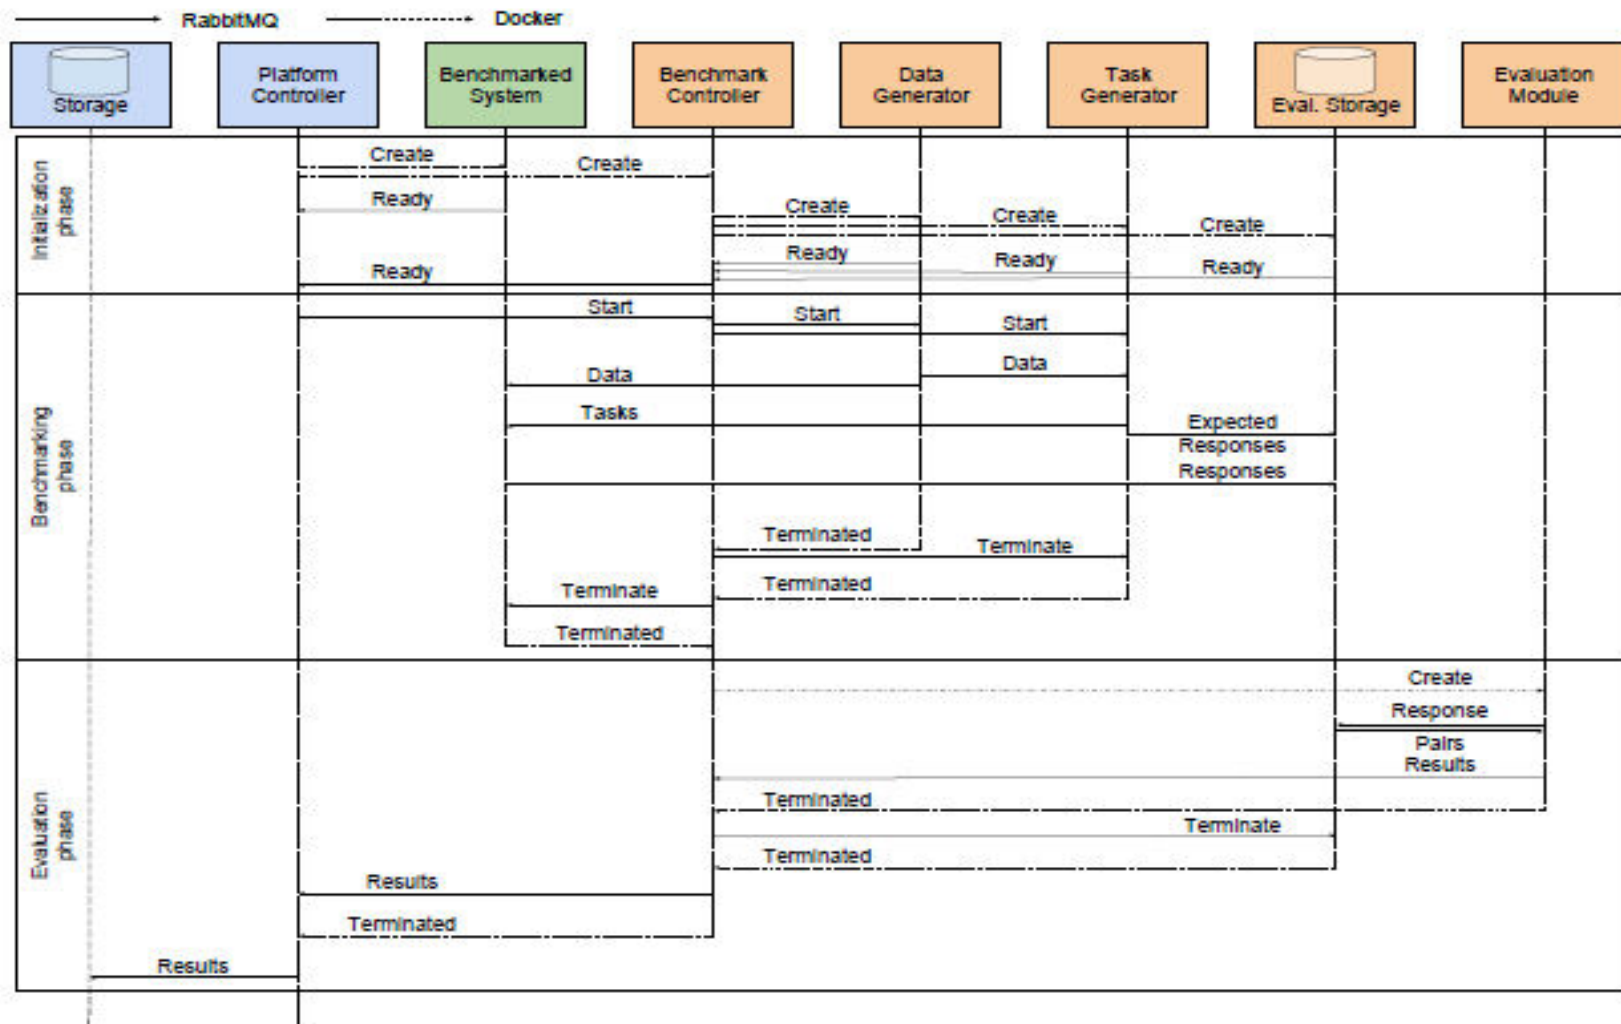 RabbitMQ
Docker
Storage
Platform
Controller
Benchmarked
System
Benchmark
Controller
Data
Generator
Task
Generator
Eval. Storage
Evaluation
Module
Initialization
phase
Create
Create
Ready
Create
Create
Create
Ready
Ready
Ready
Ready
Benchmarking
phase
Start
Start
Start
Data
Data
Tasks
Expected
Responses
Responses
Terminated
Terminate
Terminated
Terminate
Terminated
Evaluation
phase
Create
Response
Pairs
Results
Terminated
Terminate
Terminated
Results
Terminated
Results